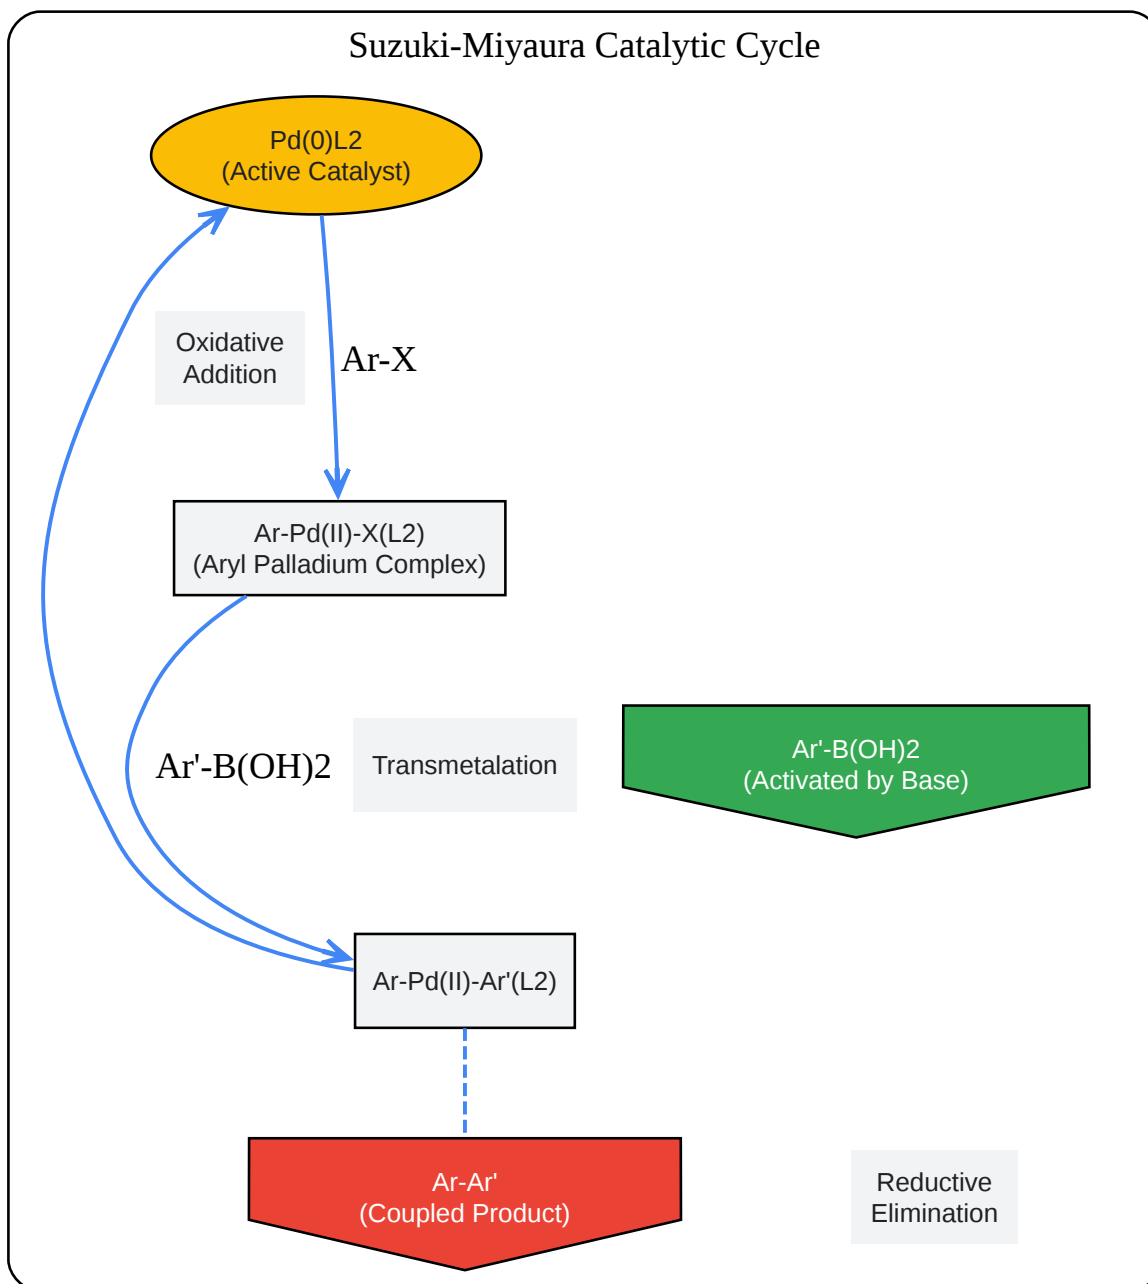 Suzuki-Miyaura Catalytic Cycle
Pd(0)L2
(Active Catalyst)
Oxidative
Addition
Ar-X
Ar-Pd(II)-X(L2)
(Aryl Palladium Complex)
Ar'-B(OH)2
Transmetalation
Ar'-B(OH)2
(Activated by Base)
Ar-Pd(II)-Ar'(L2)
Ar-Ar'
(Coupled Product)
Reductive
Elimination